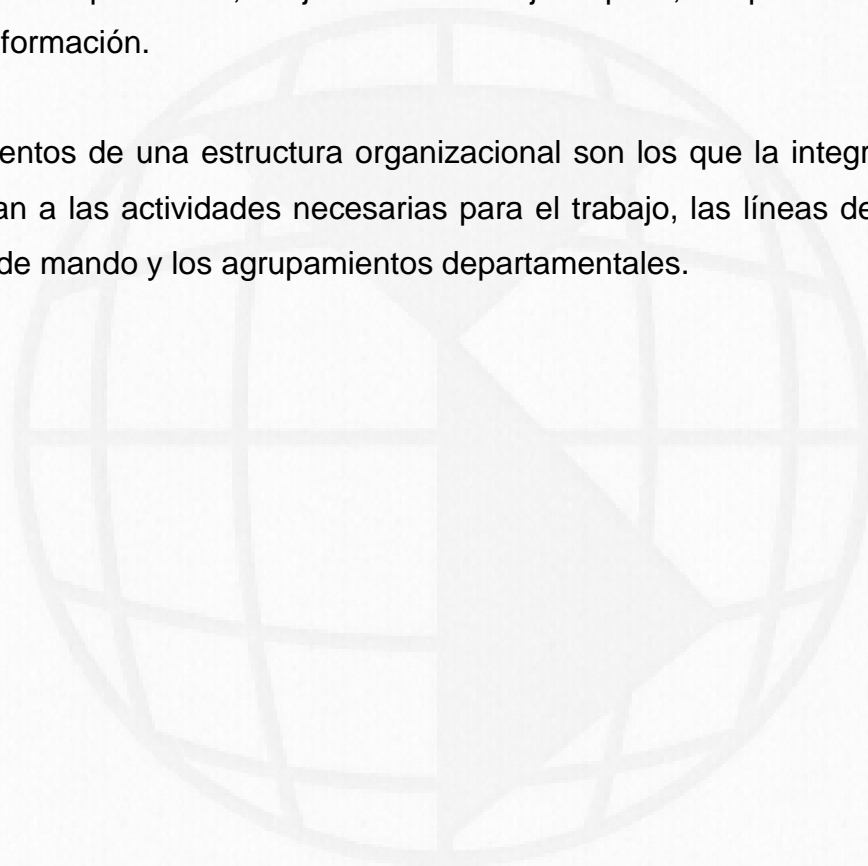 formación.
entos de una estructura organizacional son los que la integr
an a las actividades necesarias para el trabajo, las líneas de
de mando y los agrupamientos departamentales.